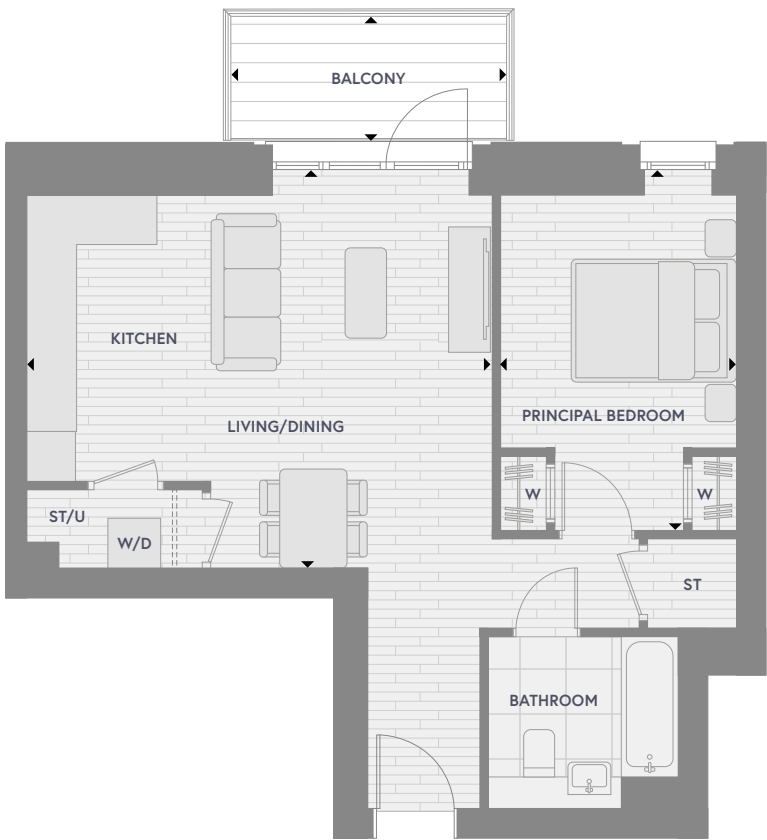 BALCONY
KITCHEN
PRINCIPAL BEDROOM
LIVING/DINING
W
W
ST/U
W/D
ST
BATHROOM